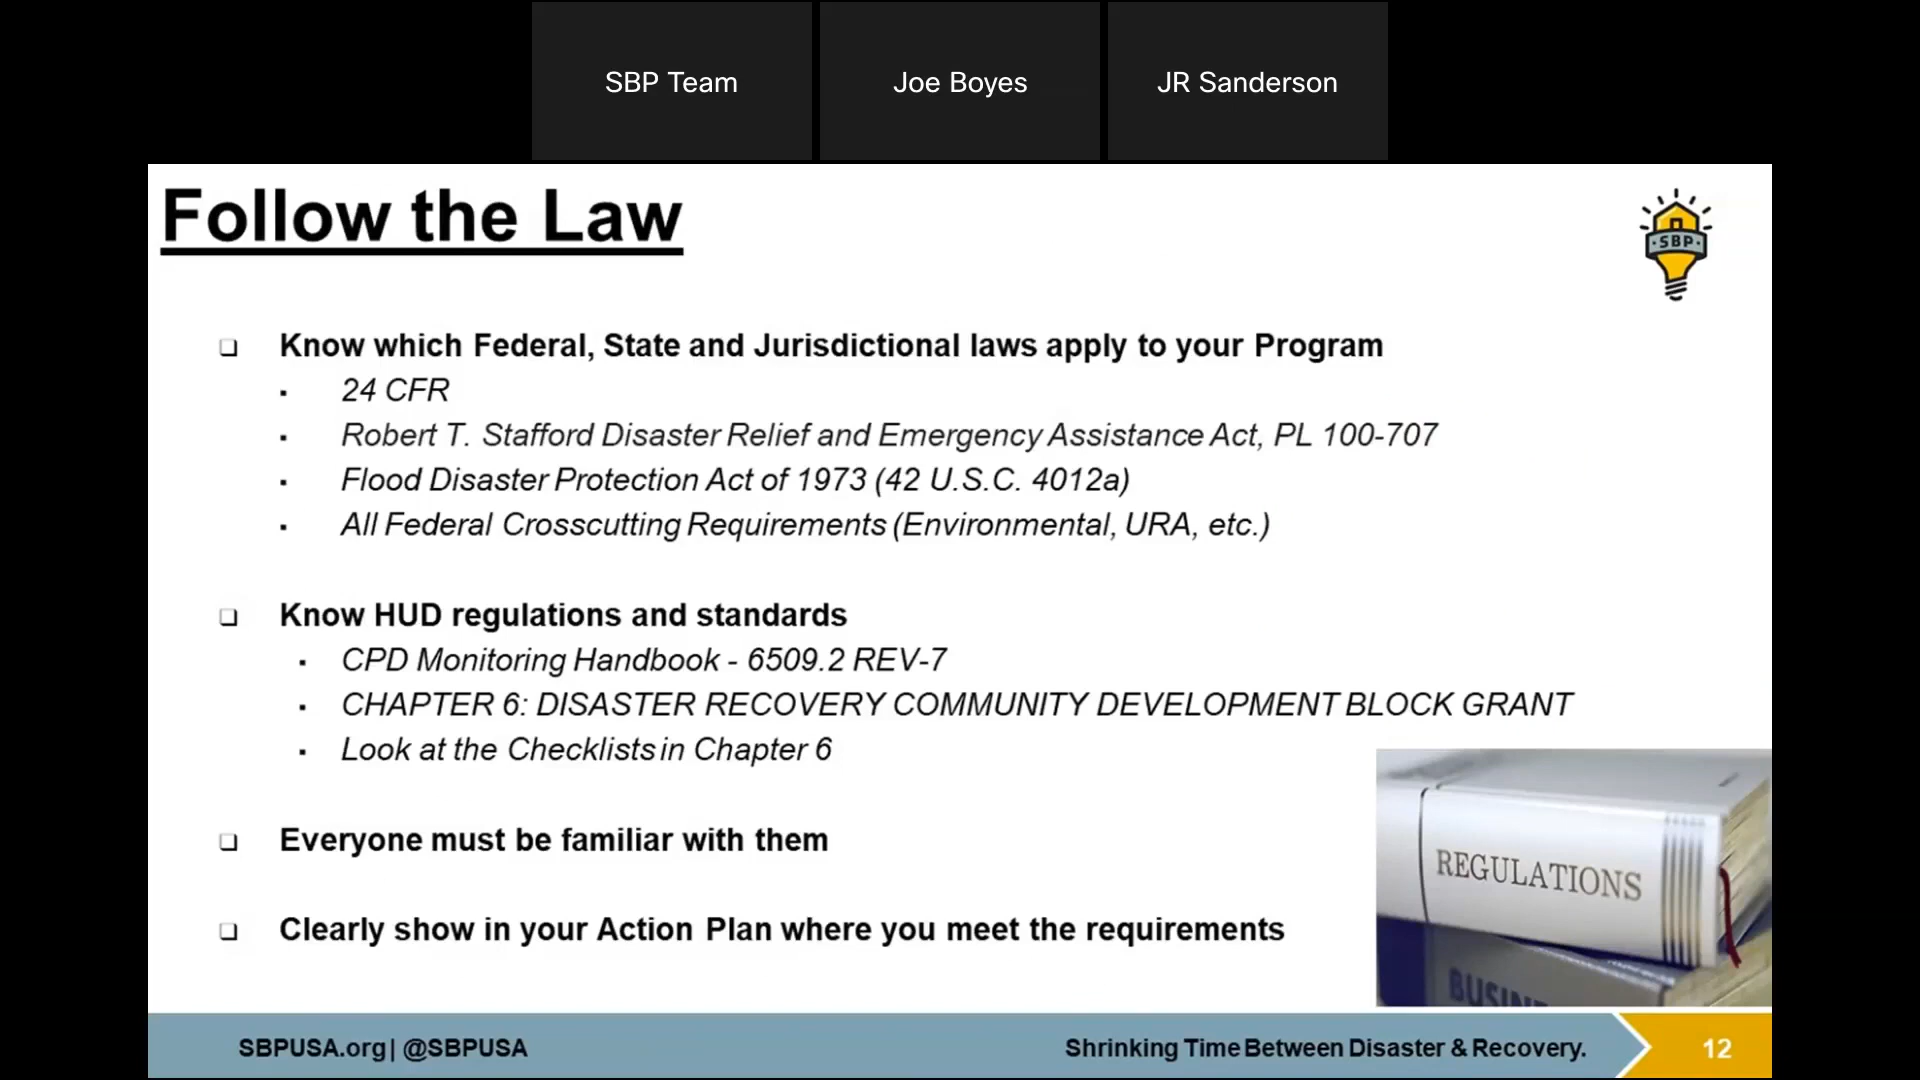 SBP Team
Joe Boyes
JR Sanderson
Follow the Law
·SBP·
Know which Federal, State and Jurisdictional laws apply to your Program
24 CFR
Robert T. Stafford Disaster Relief and Emergency Assistance Act, PL 100-707
Flood Disaster Protection Act of 1973 (42 U.S.C. 4012a)
All Federal Crosscutting Requirements (Environmental, URA, etc.)
Know HUD regulations and standards
CPD Monitoring Handbook - 6509.2 REV-7
CHAPTER 6: DISASTER RECOVERY COMMUNITY DEVELOPMENT BLOCK GRANT
Look at the Checklists in Chapter 6
Everyone must be familiar with them
Clearly show in your Action Plan where you meet the requirements
REGULATIONS
SBPUSA.org| @SBPUSA
Shrinking Time Between Disaster & Recovery.
12